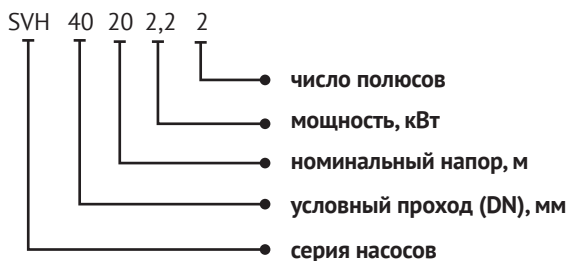 SVH 40 20 2,2 2
число полюсов
мощность, кВт
номинальный напор, м
условный проход (DN), мм
серия насосов